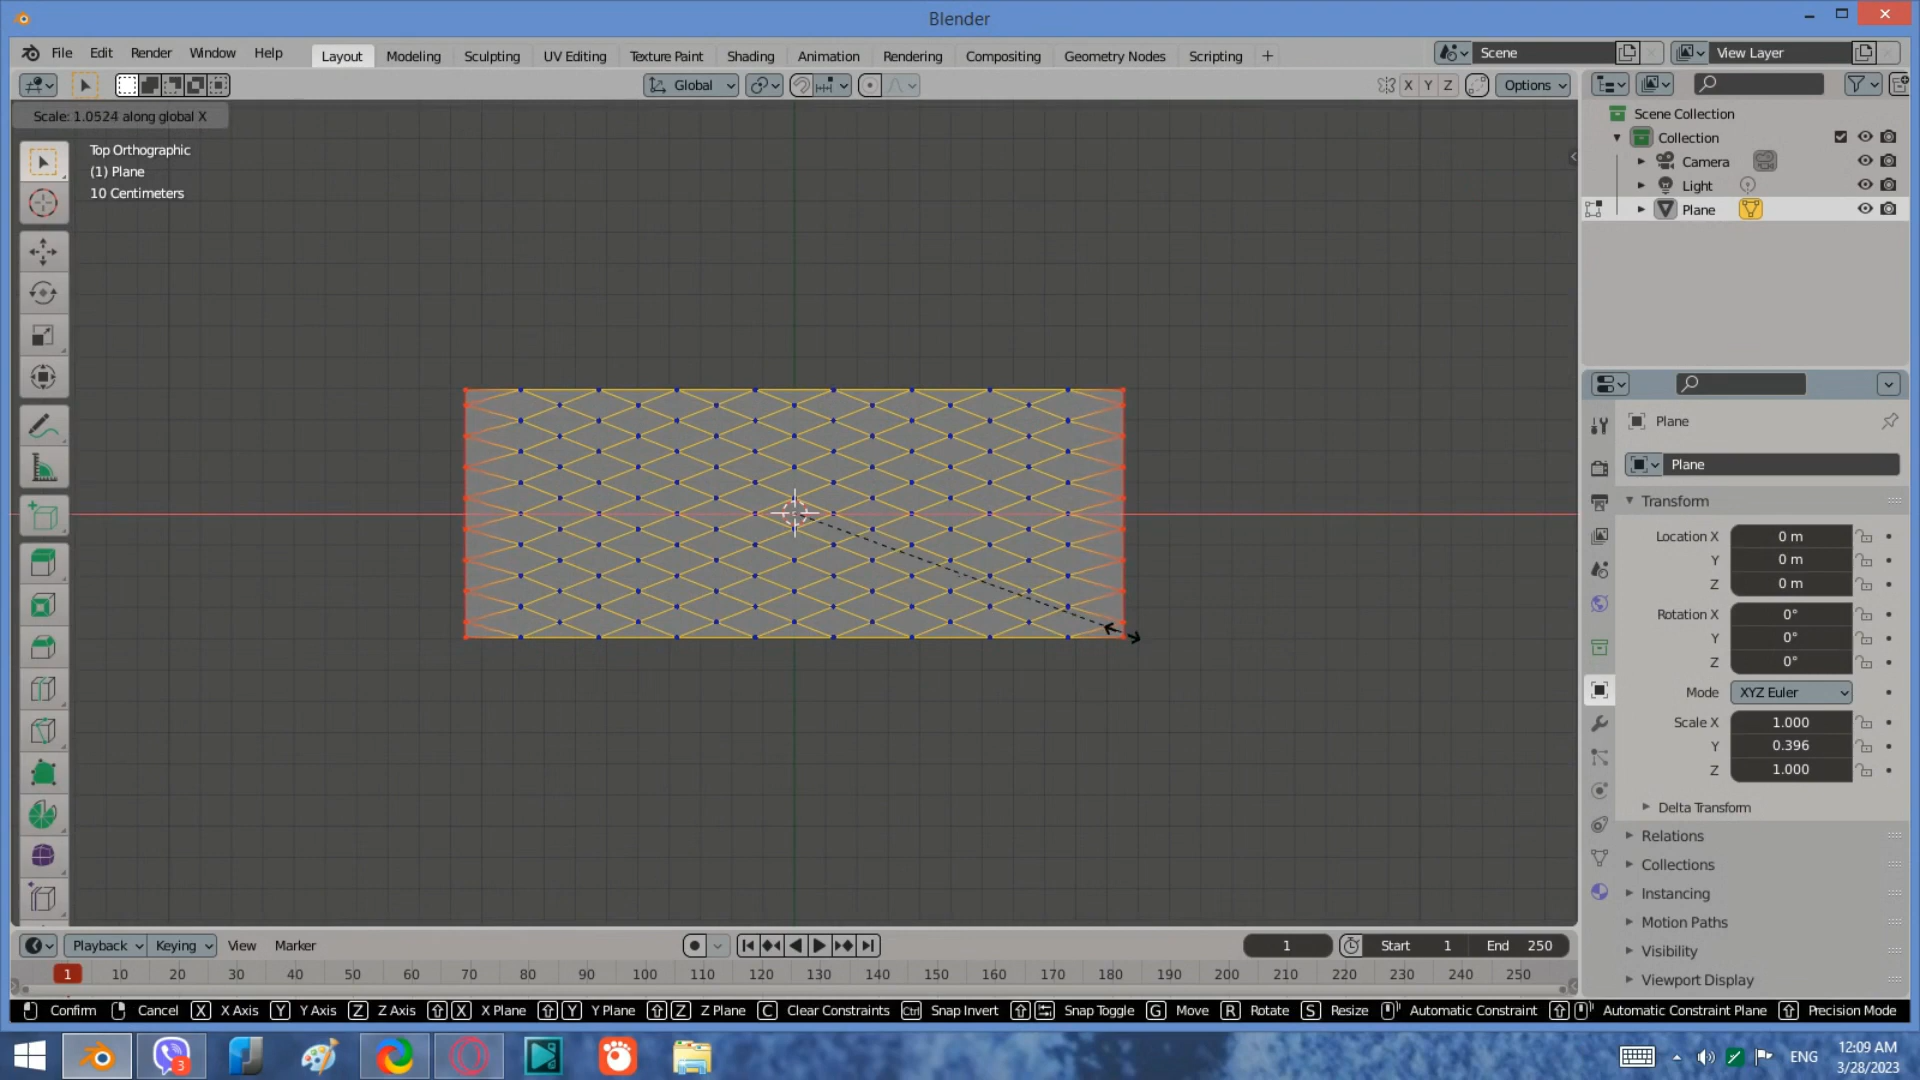 Blender
File Edit Render Window Help Layout Modeling Sculpting UV Editing Texture Paint Shading Animation Rendering Compositing Geometry Nodes Scripting + Scene View Layer
Global X Y Z Options
Scale: 1.0524 along global X
Top Orthographic
(1) Plane
10 Centimeters
Scene Collection
Collection
Camera
Light
Plane
Plane
Plane
Transform
Location X 0 m
Y 0 m
Z 0 m
Rotation X 0°
Y 0°
Z 0°
Mode XYZ Euler
Scale X 1.000
Y 0.396
Z 1.000
Delta Transform
Relations
Collections
Instancing
Motion Paths
Visibility
Viewport Display
Playback Keying View Marker 1 Start 1 End 250
1 10 20 30 40 50 60 70 80 90 100 110 120 130 140 150 160 170 180 190 200 210 220 230 240 250
Confirm Cancel X X Axis Y Y Axis Z Z Axis X X Plane Y Y Plane Z Z Plane C Clear Constraints Ctrl Snap Invert Snap Toggle G Move R Rotate S Resize Automatic Constraint Automatic Constraint Plane Precision Mode
3
ENG
12:09 AM
3/28/2023